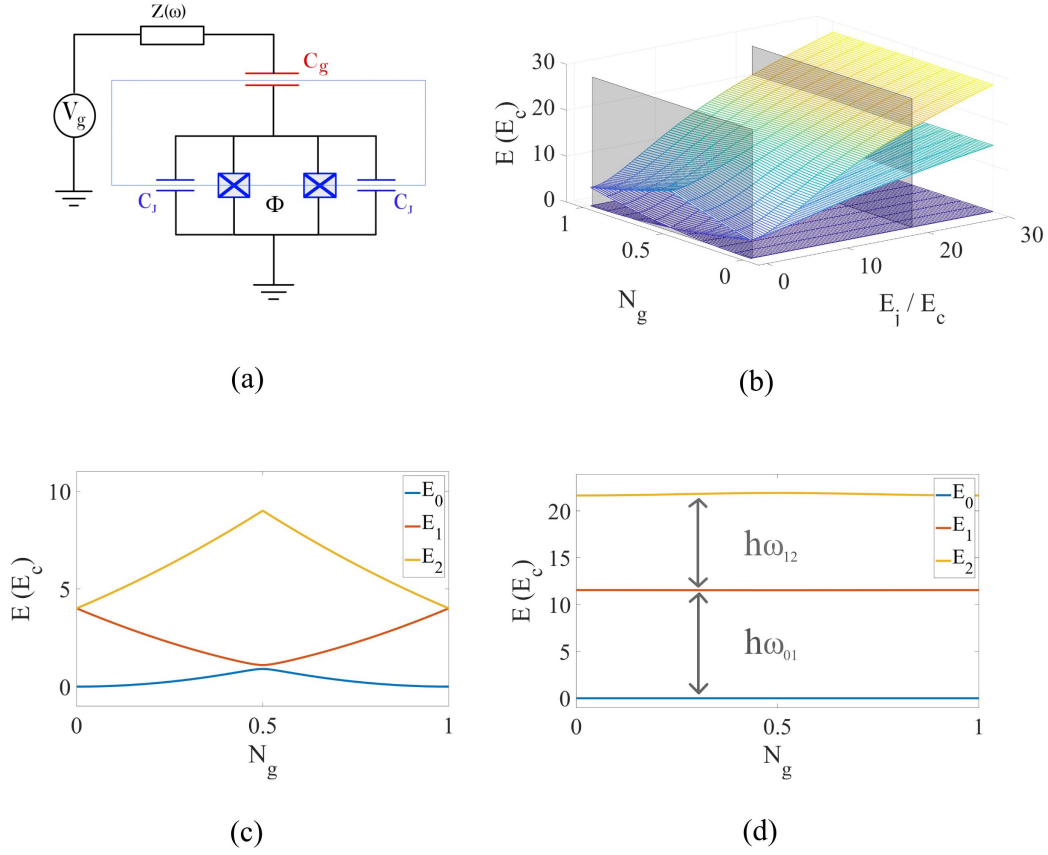 Z(ω)
C_g
V_g
C_J
Φ
C_J
(a)
30
20
10
0
E (E_c)
1
0.5
0
N_g
0
10
20
30
E_j / E_c
(b)
10
5
0
E (E_c)
E_0
E_1
E_2
0
0.5
1
N_g
(c)
20
15
10
5
0
E (E_c)
E_0
E_1
E_2
hω_12
hω_01
0
0.5
1
N_g
(d)